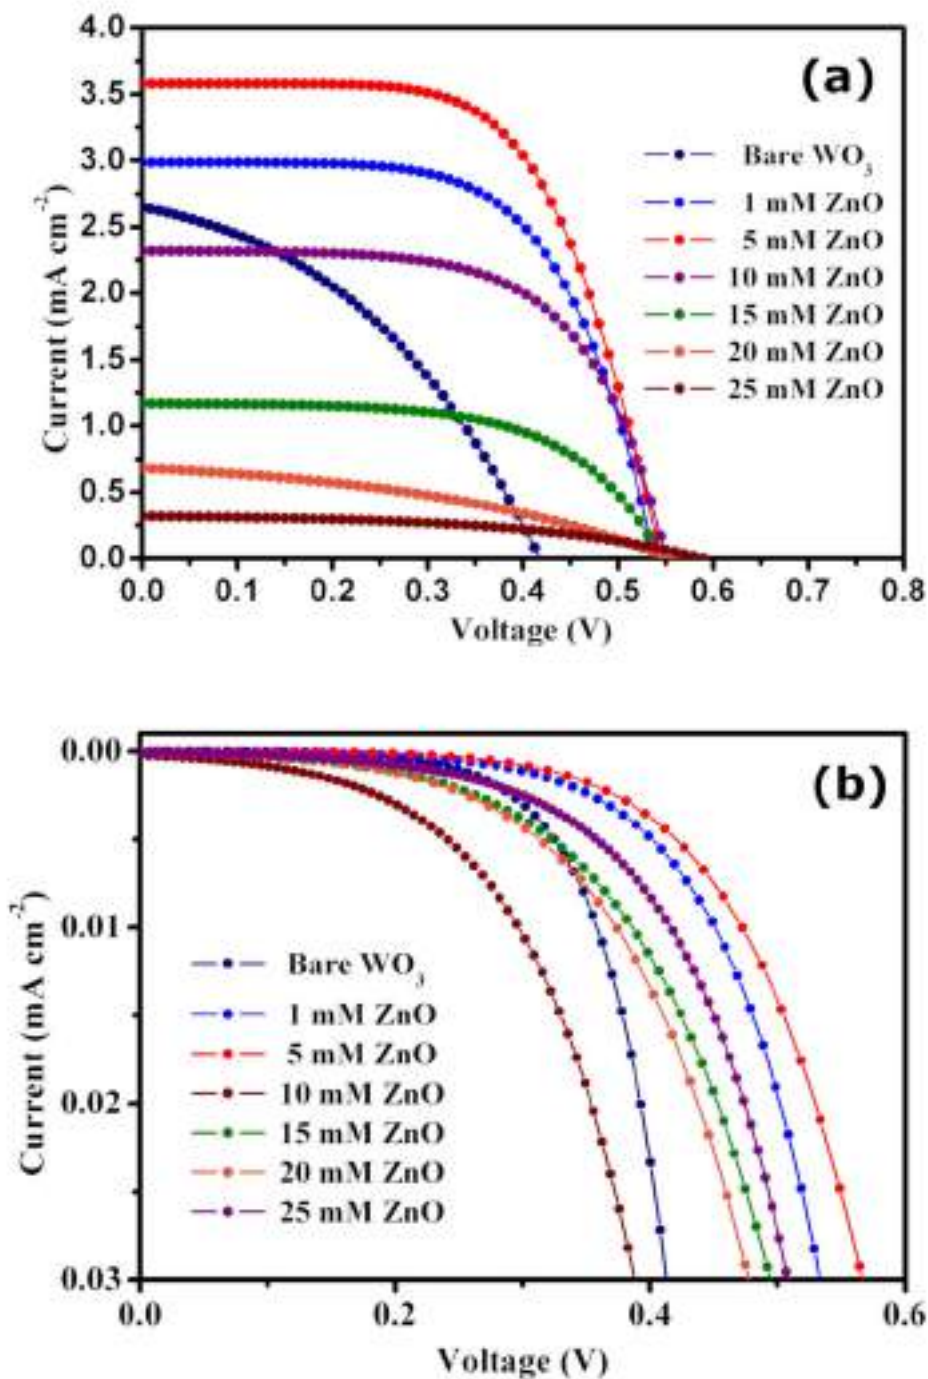 (a)
4.0
3.5
3.0
2.5
2.0
1.5
1.0
0.5
0.0
Current (mA cm⁻²)
Bare WO₃
1 mM ZnO
5 mM ZnO
10 mM ZnO
15 mM ZnO
20 mM ZnO
25 mM ZnO
0.0 0.1 0.2 0.3 0.4 0.5 0.6 0.7 0.8
Voltage (V)
(b)
0.00
0.01
0.02
0.03
Current (mA cm⁻²)
Bare WO₃
1 mM ZnO
5 mM ZnO
10 mM ZnO
15 mM ZnO
20 mM ZnO
25 mM ZnO
0.0 0.2 0.4 0.6
Voltage (V)